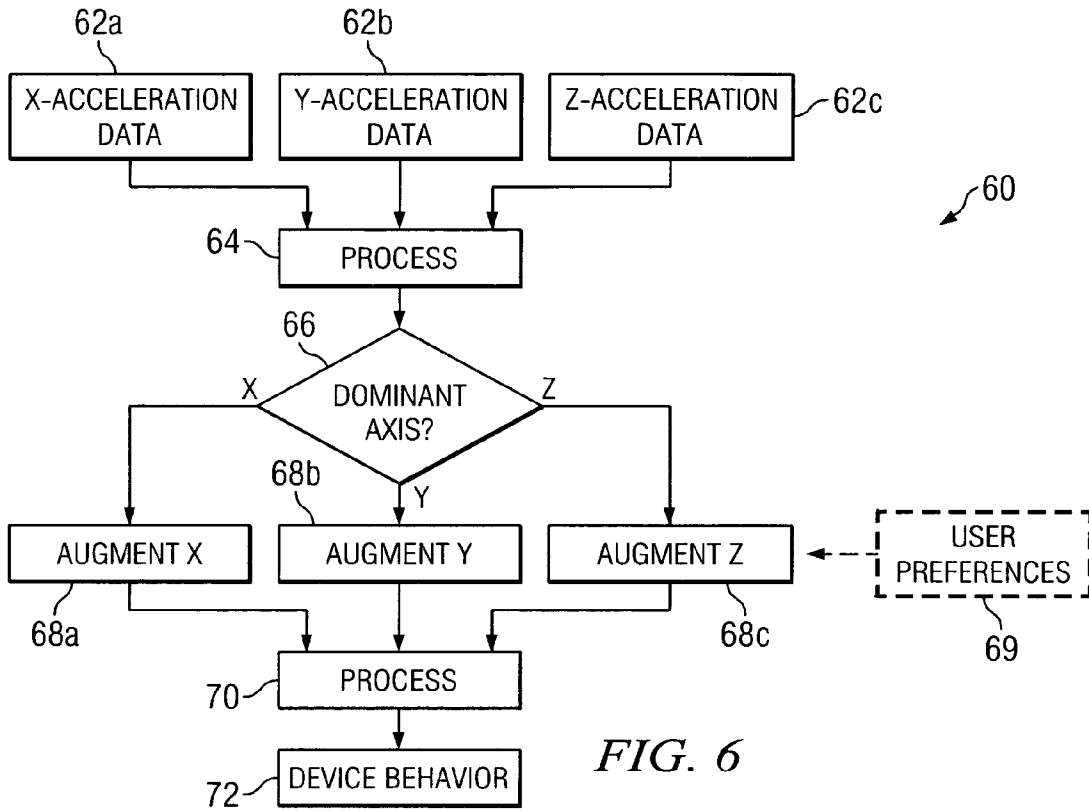 62a
62b
X-ACCELERATION
DATA
Y-ACCELERATION
DATA
Z-ACCELERATION
DATA
62c
60
64
PROCESS
66
X
DOMINANT
AXIS?
Z
Y
68b
AUGMENT X
AUGMENT Y
AUGMENT Z
USER
PREFERENCES
68a
68c
69
70
PROCESS
72
DEVICE BEHAVIOR
FIG. 6